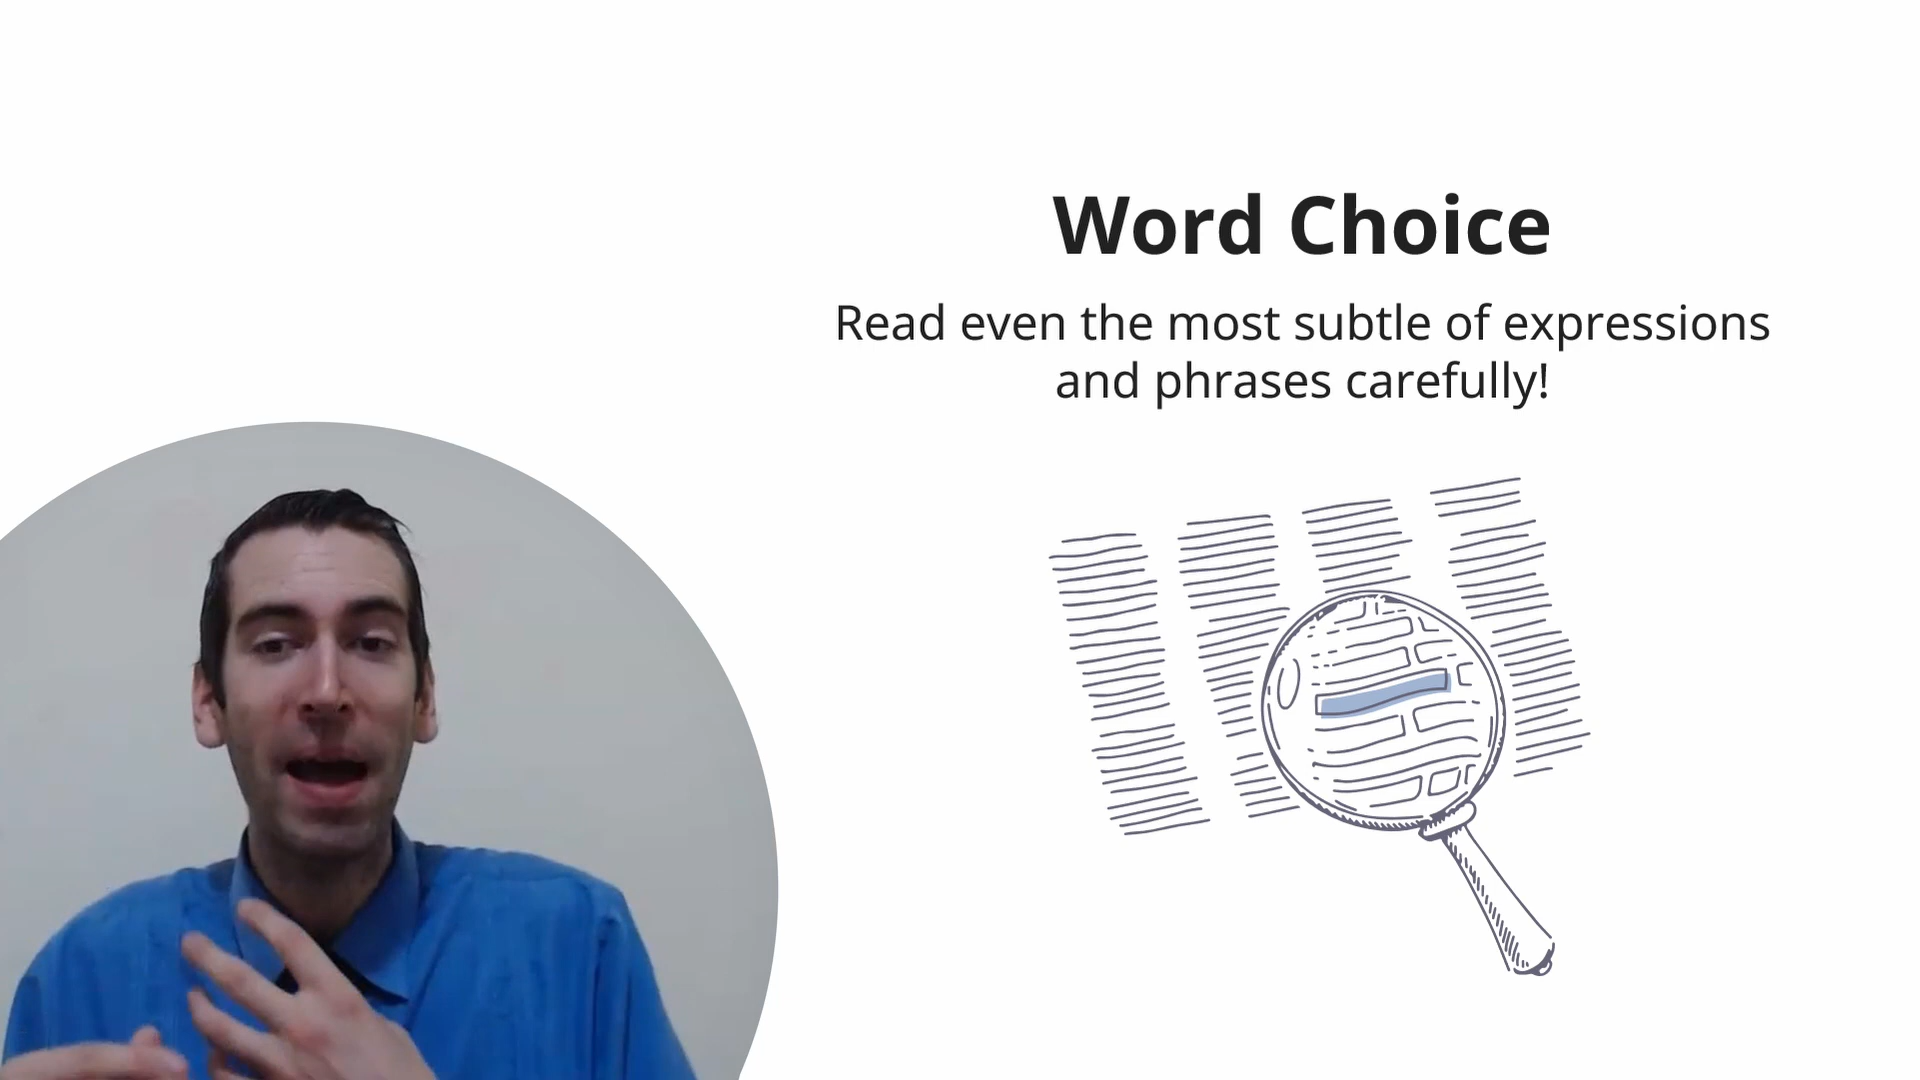 Word Choice
Read even the most subtle of expressions
and phrases carefully!